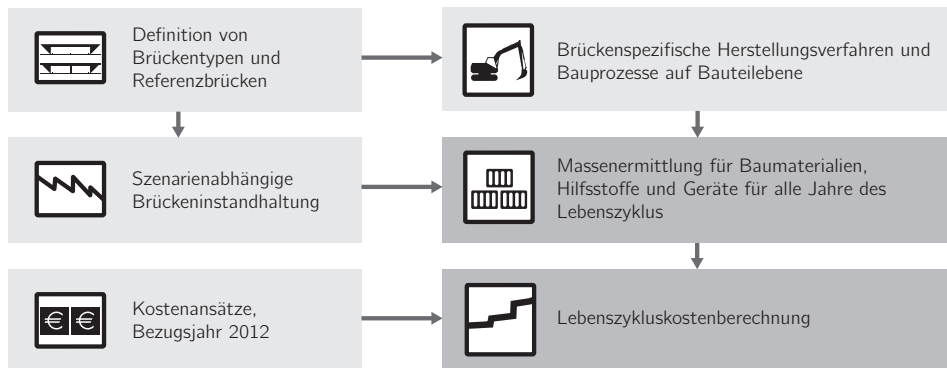 Definition von
Brückentypen und
Referenzbrücken
Brückenspezifische Herstellungsverfahren und
Bauprozesse auf Bauteilebene
Szenarienabhängige
Brückeninstandhaltung
Massenermittlung für Baumaterialien,
Hilfsstoffe und Geräte für alle Jahre des
Lebenszyklus
€ €
Kostenansätze,
Bezugsjahr 2012
Lebenszykluskostenberechnung